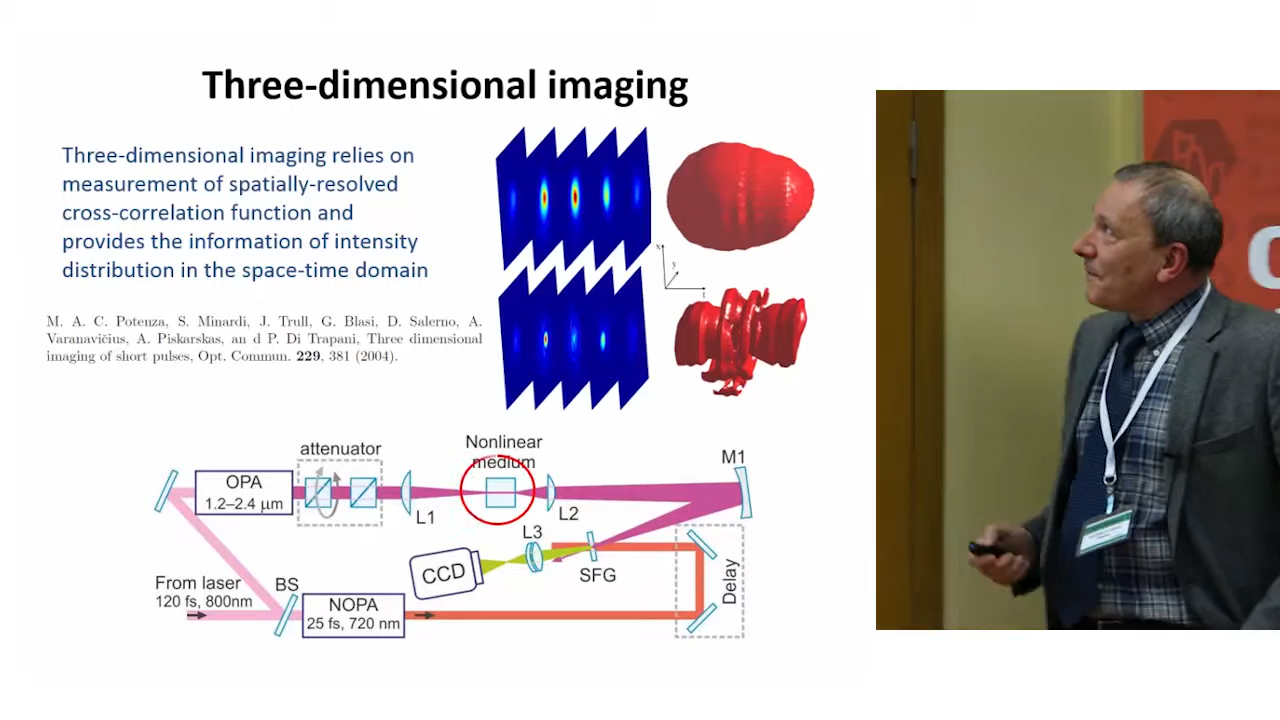 Three-dimensional imaging
Three-dimensional imaging relies on
measurement of spatially-resolved
cross-correlation function and
provides the information of intensity
distribution in the space-time domain
M. A. C. Potenza, S. Minardi, J. Trull, G. Blasi, D. Salerno, A.
Varanavičius, A. Piskarskas, an d P. Di Trapani, Three dimensional
imaging of short pulses, Opt. Commun. 229, 381 (2004).
x
y
t
attenuator
Nonlinear
medium
M1
OPA
1.2–2.4 μm
L1
L2
L3
CCD
SFG
Delay
From laser
120 fs, 800nm
BS
NOPA
25 fs, 720 nm